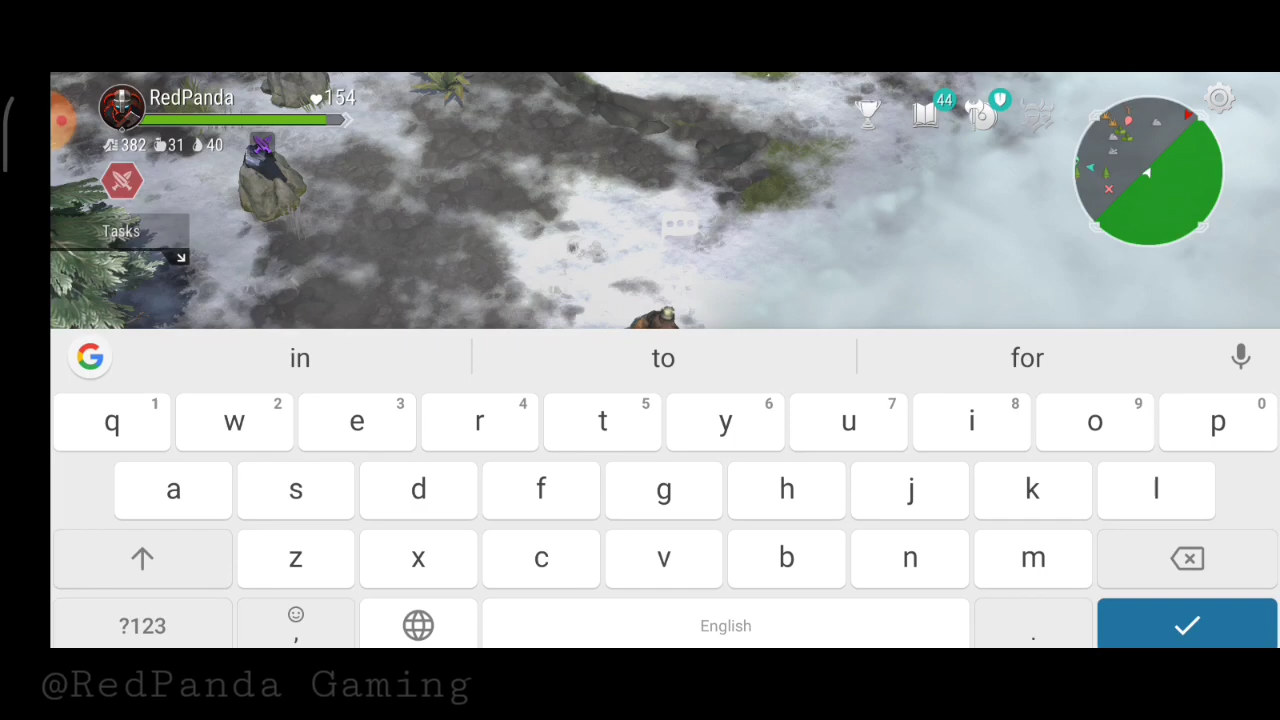 RedPanda 154
382 31 40
44
Tasks
in to for
q 1 w 2 e 3 r 4 t 5 y 6 u 7 i 8 o 9 p 0
a s d f g h j k l
z x c v b n m
?123 , English .
@RedPanda Gaming